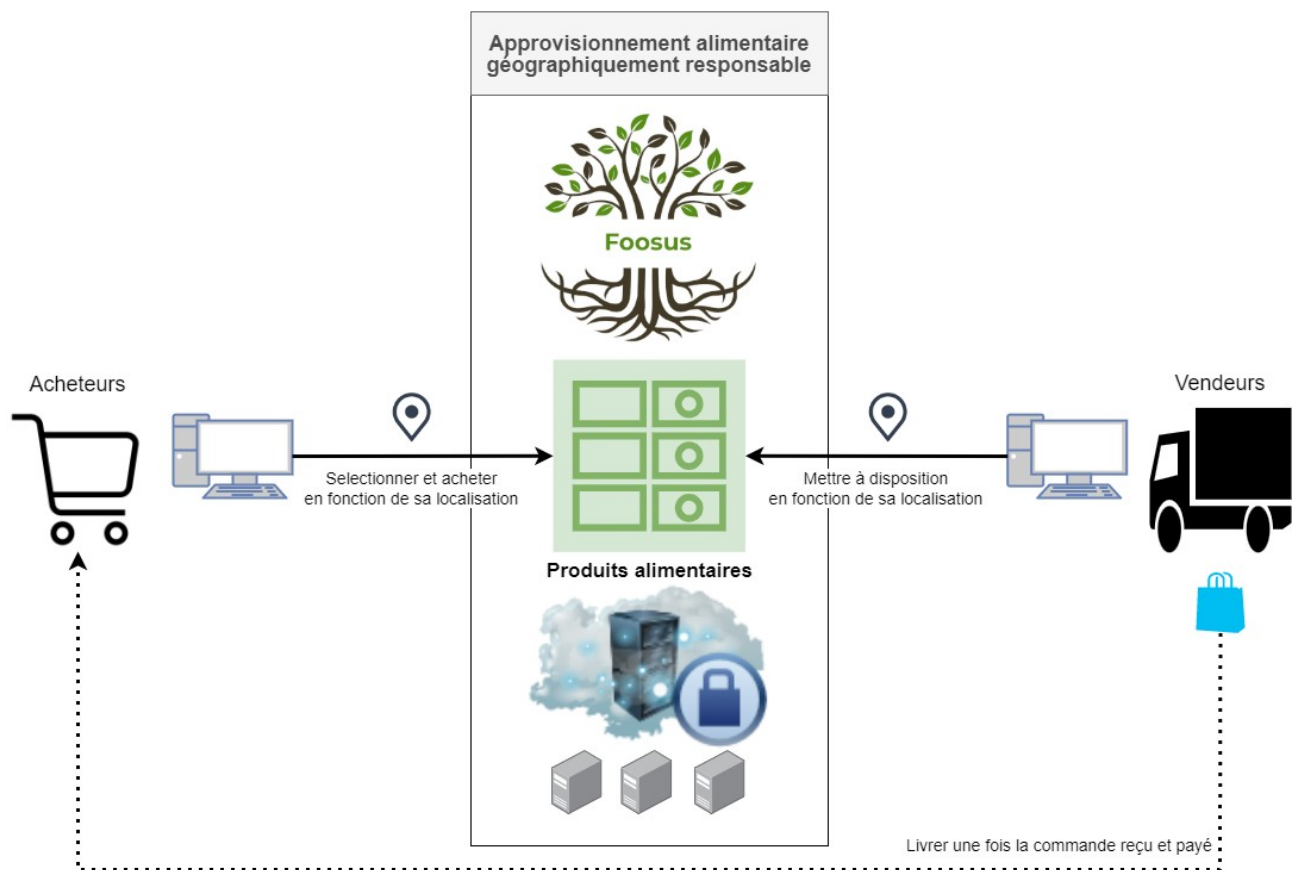 Approvisionnement alimentaire
géographiquement responsable
Foosus
Acheteurs
Vendeurs
Selectionner et acheter
en fonction de sa localisation
Mettre à disposition
en fonction de sa localisation
Produits alimentaires
Livrer une fois la commande reçu et payé